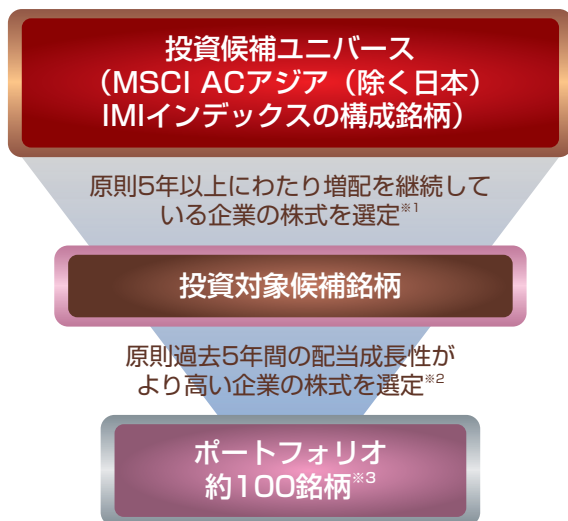 投資候補ユニバース
（MSCI ACアジア（除く日本）
IMIインデックスの構成銘柄）
原則5年以上にわたり増配を継続して
いる企業の株式を選定※1
投資対象候補銘柄
原則過去5年間の配当成長性が
より高い企業の株式を選定※2
ポートフォリオ
約100銘柄※3